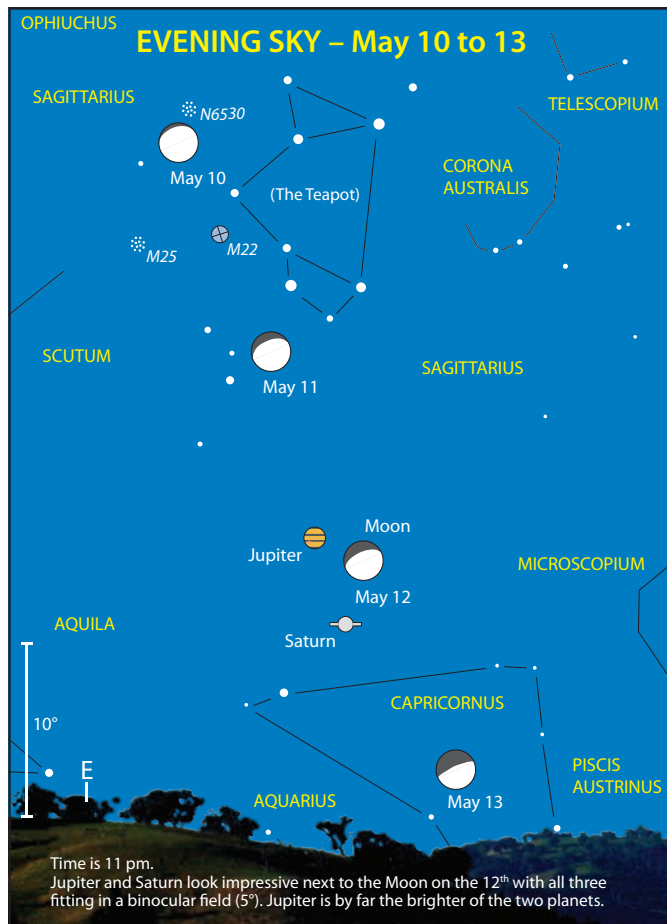 OPHIUCHUS
EVENING SKY – May 10 to 13
SAGITTARIUS
N6530
TELESCOPIUM
May 10
CORONA
AUSTRALIS
(The Teapot)
M22
M25
SCUTUM
SAGITTARIUS
May 11
Moon
Jupiter
MICROSCOPIUM
May 12
AQUILA
Saturn
CAPRICORNUS
10°
E
PISCIS
AUSTRINUS
AQUARIUS
May 13
Time is 11 pm.
Jupiter and Saturn look impressive next to the Moon on the 12th with all three
fitting in a binocular field (5°). Jupiter is by far the brighter of the two planets.